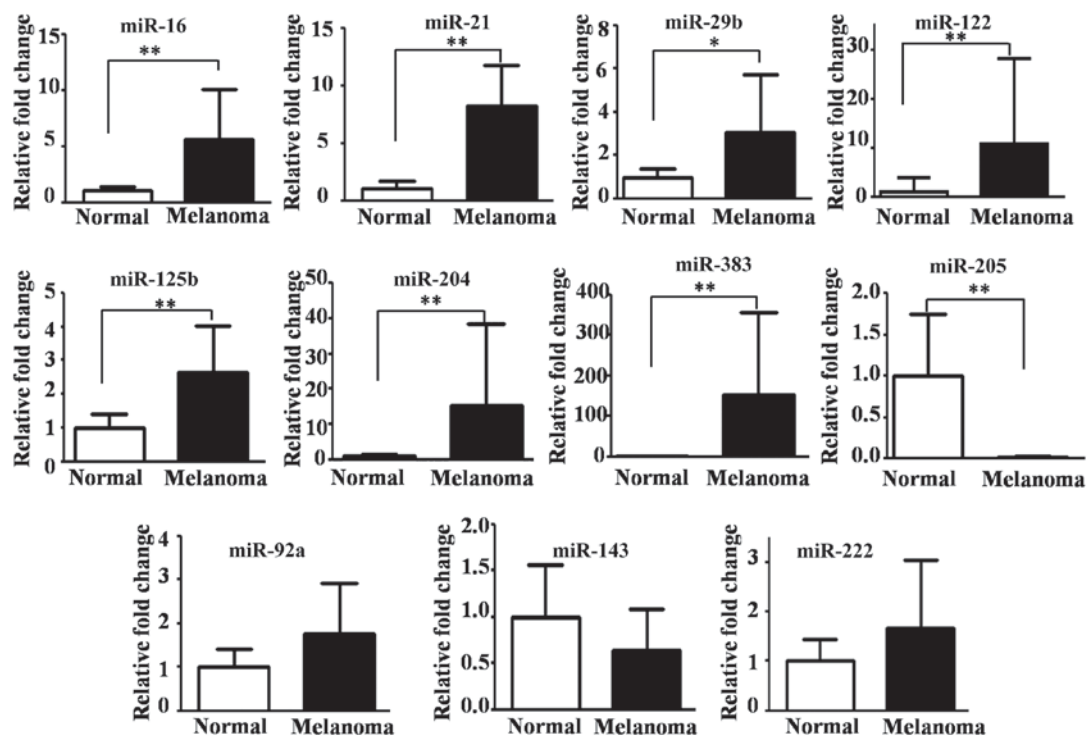 miR-16
Relative fold change
15
10
5
0
**
Normal Melanoma
miR-21
Relative fold change
15
10
5
0
**
Normal Melanoma
miR-29b
Relative fold change
8
6
4
2
0
*
Normal Melanoma
miR-122
Relative fold change
30
20
10
0
**
Normal Melanoma
miR-125b
Relative fold change
5
4
3
2
1
0
**
Normal Melanoma
miR-204
Relative fold change
50
40
30
20
10
0
**
Normal Melanoma
miR-383
Relative fold change
400
300
200
100
0
**
Normal Melanoma
miR-205
Relative fold change
2.0
1.5
1.0
0.5
0.0
**
Normal Melanoma
miR-92a
Relative fold change
4
3
2
1
0
Normal Melanoma
miR-143
Relative fold change
2.0
1.5
1.0
0.5
0.0
Normal Melanoma
miR-222
Relative fold change
3
2
1
0
Normal Melanoma